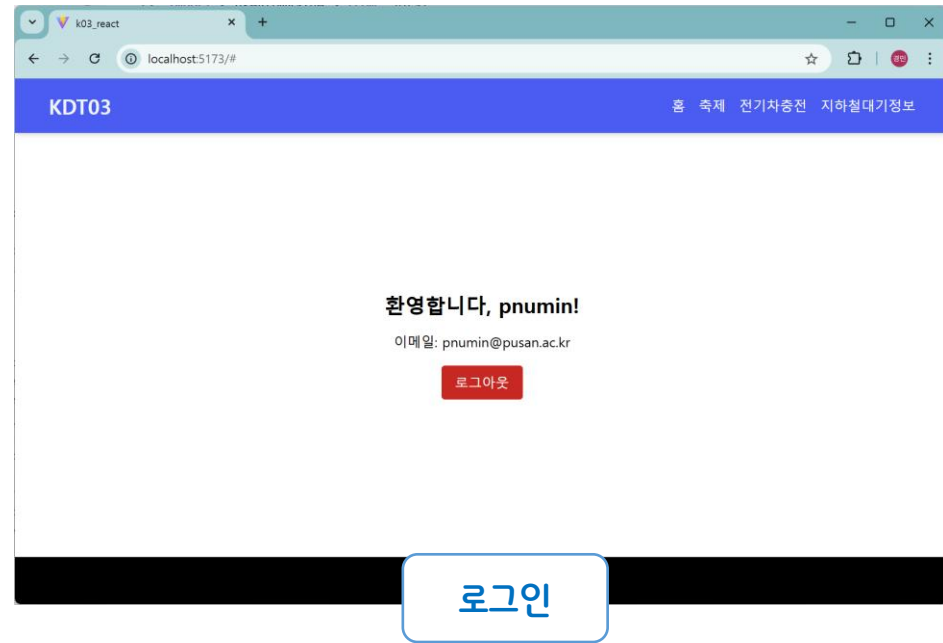 k03_react
localhost:5173/#
KDT03
홈 축제 전기차충전 지하철대기정보
환영합니다, pnumin!
이메일: pnumin@pusan.ac.kr
로그아웃
로그인